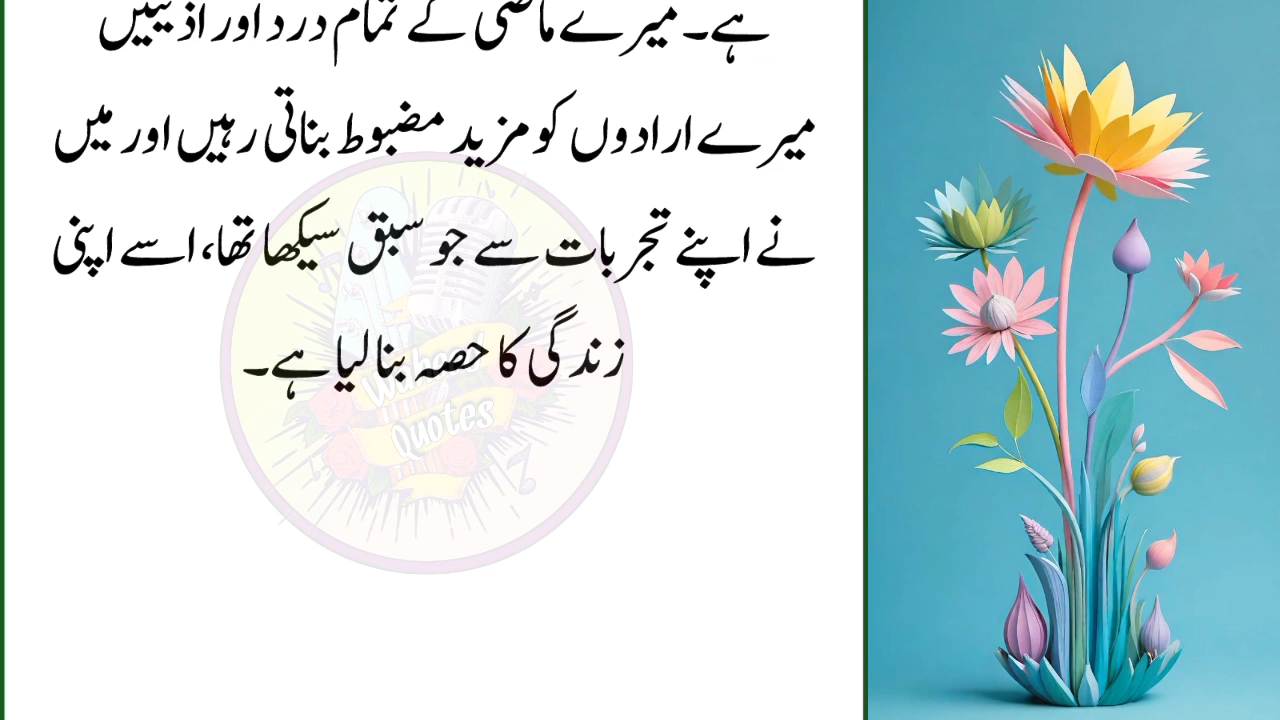 ہے۔ میرے ماضی کے تمام درد اور اذیتیں
میرے ارادوں کو مزید مضبوط بناتی رہیں اور میں
نے اپنے تجربات سے جو سبق سیکھا تھا، اسے اپنی
زندگی کا حصہ بنا لیا ہے۔
Quotes